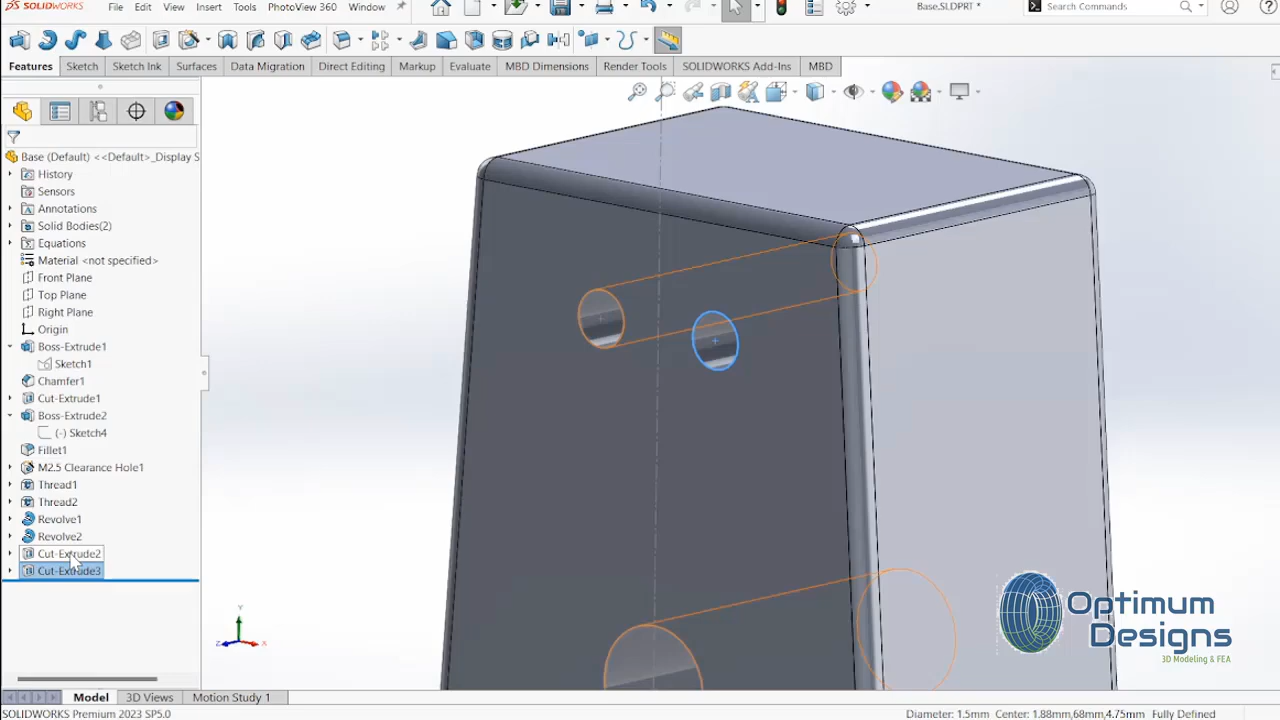 SOLIDWORKS
File
Edit
View
Insert
Tools
PhotoView 360
Window
Base.SLDPRT *
Search Commands
Features
Sketch
Sketch Ink
Surfaces
Data Migration
Direct Editing
Markup
Evaluate
MBD Dimensions
Render Tools
SOLIDWORKS Add-Ins
MBD
Base (Default) <<Default>_Display S
History
Sensors
Annotations
Solid Bodies(2)
Equations
Material <not specified>
Front Plane
Top Plane
Right Plane
Origin
Boss-Extrude1
Sketch1
Chamfer1
Cut-Extrude1
Boss-Extrude2
(-) Sketch4
Fillet1
M2.5 Clearance Hole1
Thread1
Thread2
Revolve1
Revolve2
Cut-Extrude2
Cut-Extrude3
Y
X
Z
Optimum
Designs
3D Modeling & FEA
Model
3D Views
Motion Study 1
SOLIDWORKS Premium 2023 SP5.0
Diameter: 1.5mm Center: 1.88mm,68mm,4.75mm Fully Defined